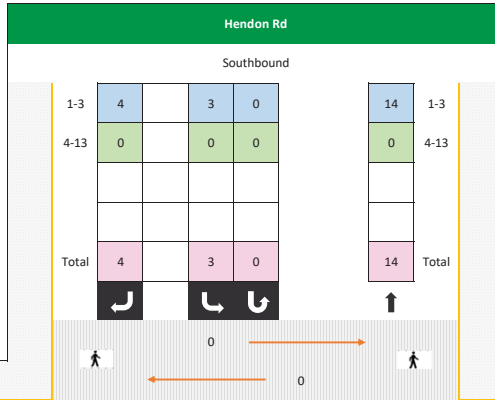 Hendon Rd
Southbound
1-3 4 3 0 14 1-3
4-13 0 0 0 0 4-13
Total 4 3 0 14 Total
0
0